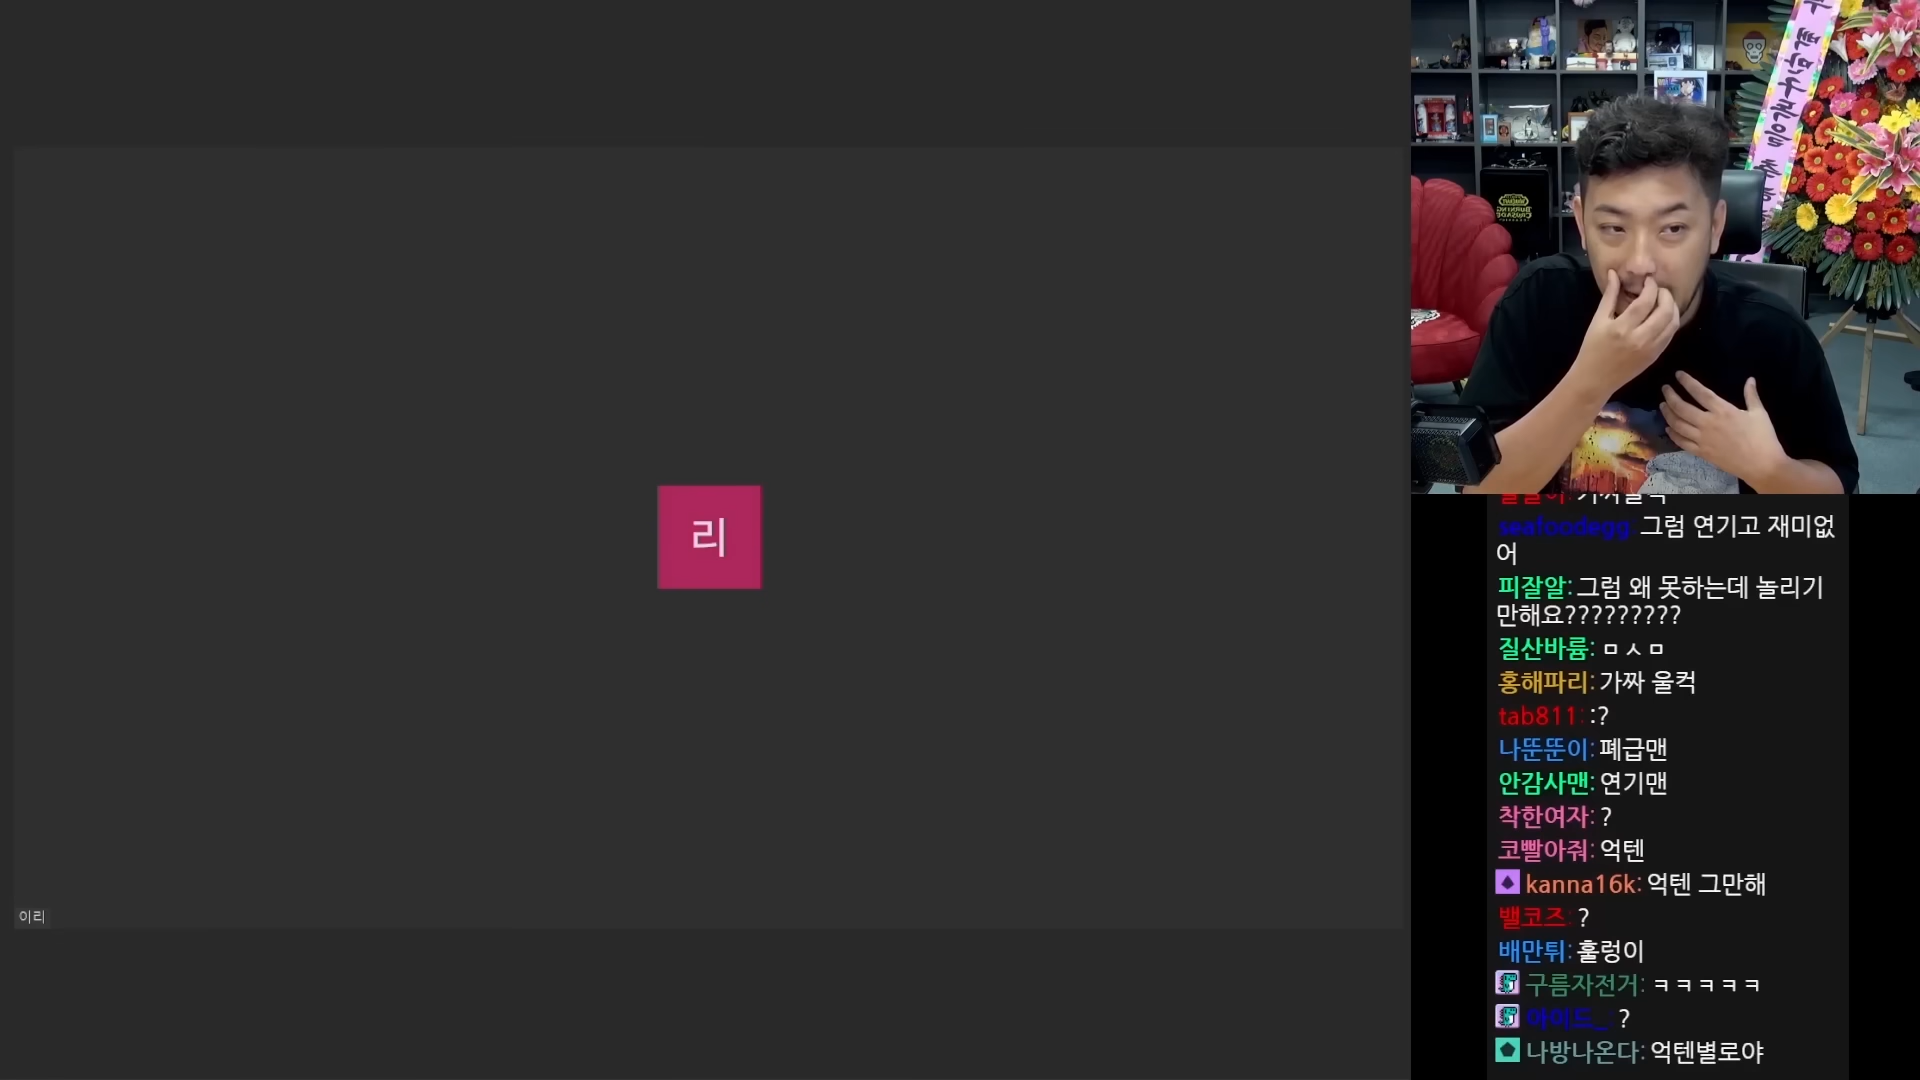 리
이리
seafoodegg: 그럼 연기고 재미없
어
피잘알: 그럼 왜 못하는데 놀리기
만해요?????????
질산바륨: ㅁㅅㅁ
홍해파리: 가짜 울컥
tab811: :?
나뚠뚠이: 폐급맨
안감사맨: 연기맨
착한여자: ?
코빨아줘: 억텐
kanna16k: 억텐 그만해
밸코즈: ?
배만튀: 훌렁이
구름자전거: ㅋㅋㅋㅋㅋ
아이드_: ?
나방나온다: 억텐별로야